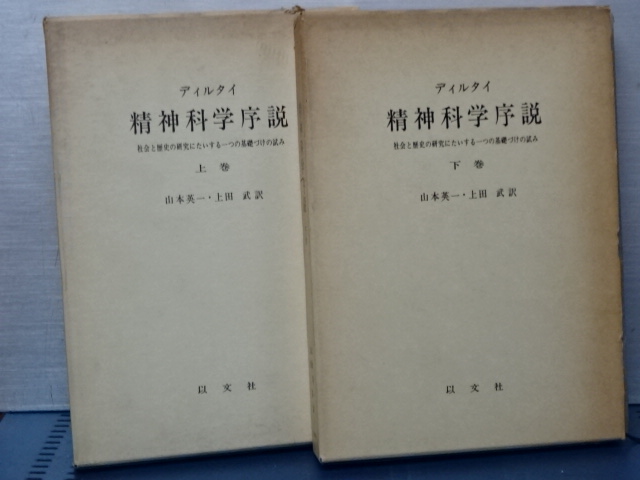 ディルタイ
精神科学序説
社会と歴史の研究にたいする一つの基礎づけの試み
上巻
山本英一・上田 武 訳
以文社
ディルタイ
精神科学序説
社会と歴史の研究にたいする一つの基礎づけの試み
下巻
山本英一・上田 武 訳
以文社